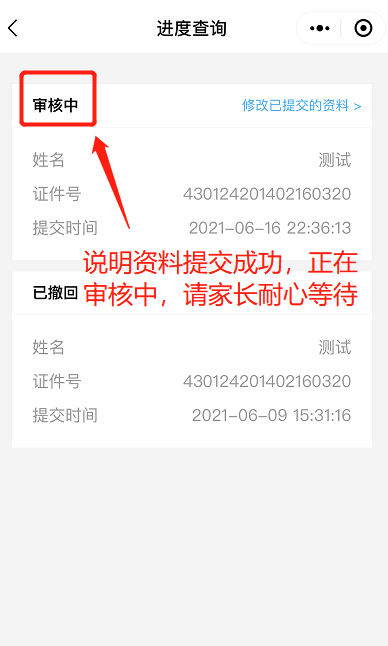 进度查询
审核中
修改已提交的资料 >
姓名 测试
证件号 430124201402160320
提交时间 2021-06-16 22:36:13
说明资料提交成功，正在
审核中，请家长耐心等待
已撤回
姓名 测试
证件号 430124201402160320
提交时间 2021-06-09 15:31:16